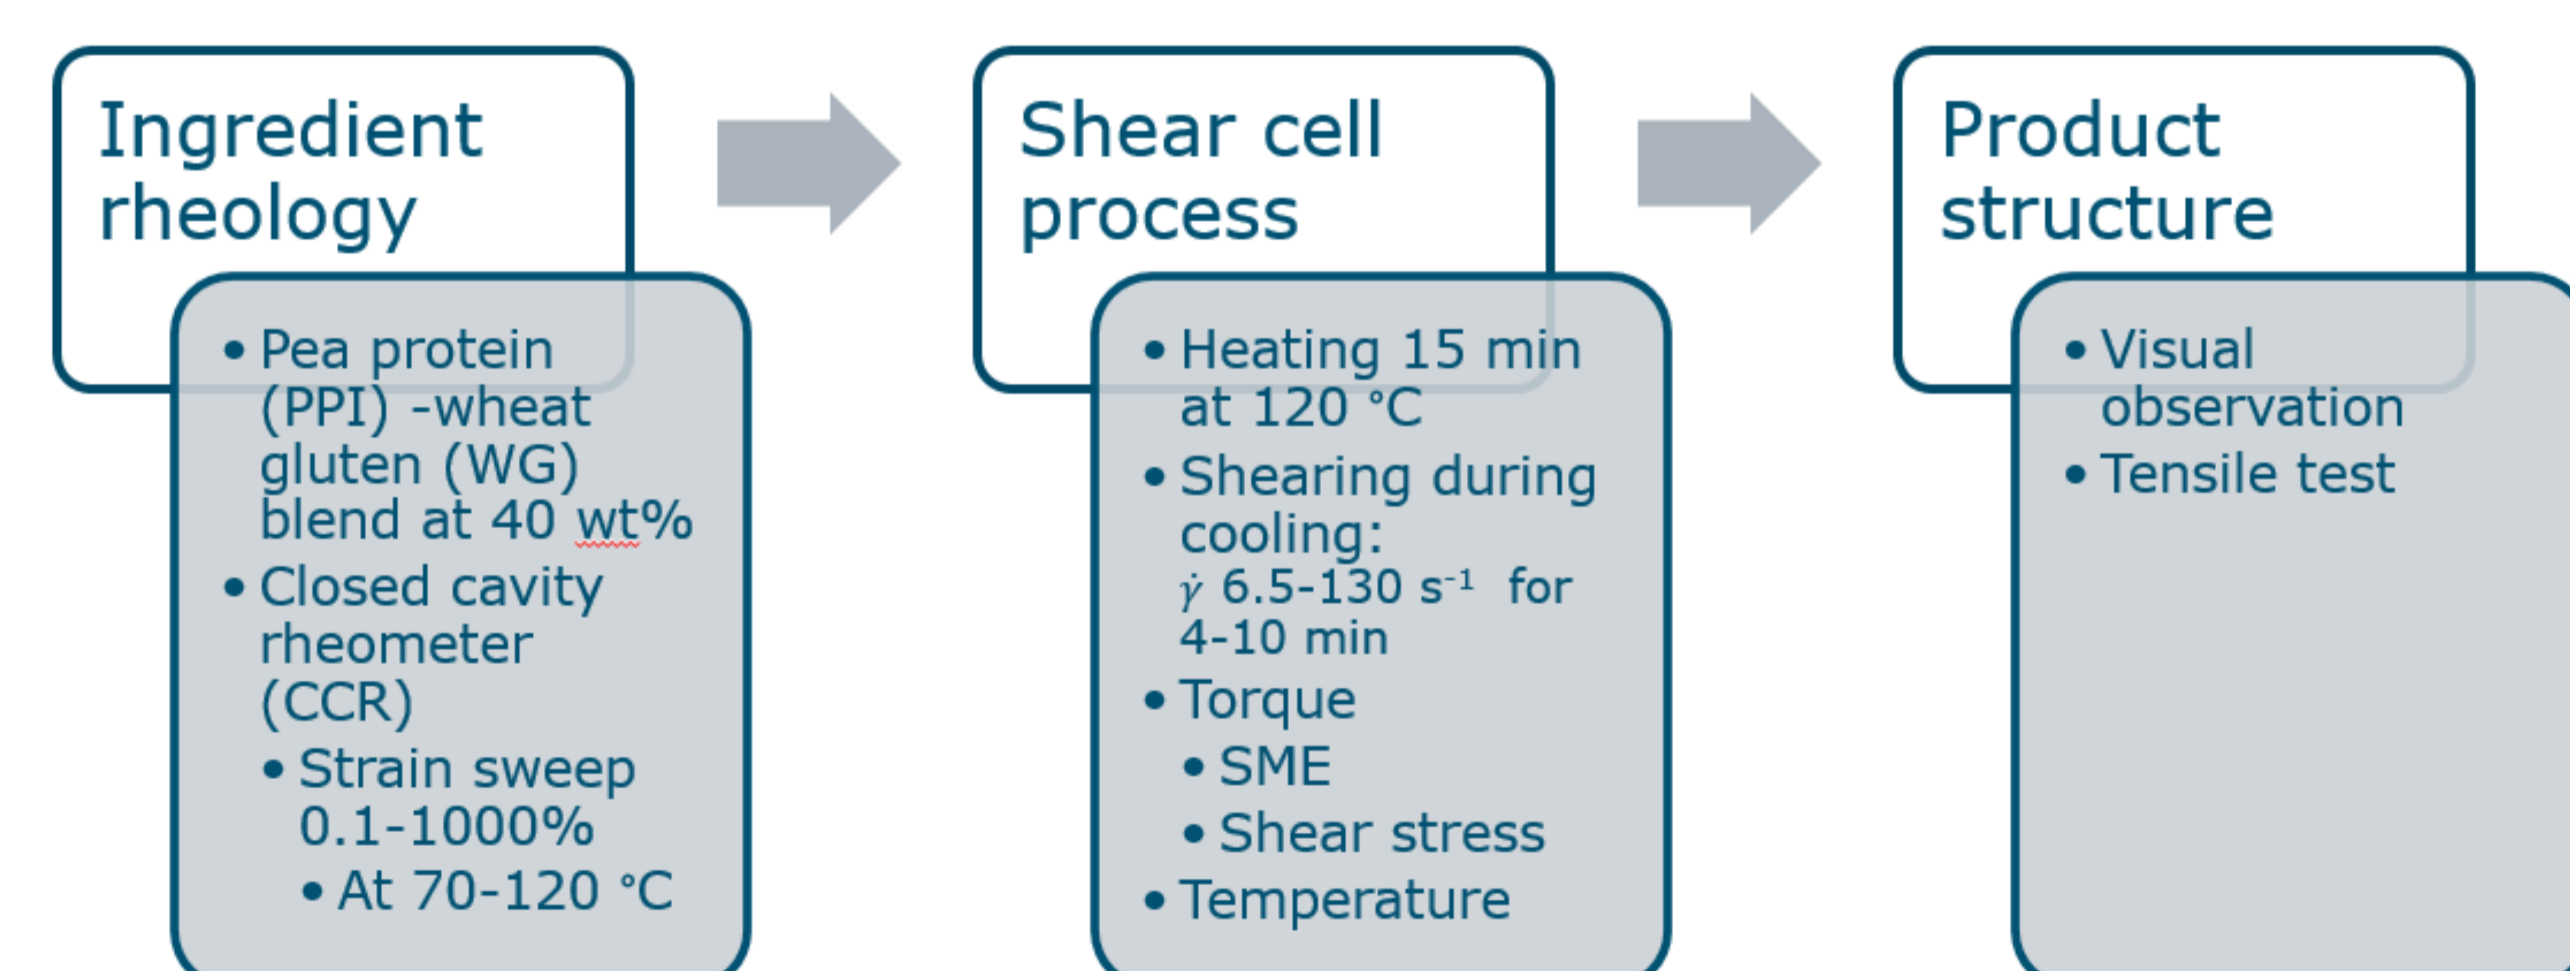 Ingredient
rheology
• Pea protein
(PPI) -wheat
gluten (WG)
blend at 40 wt%
• Closed cavity
rheometer
(CCR)
• Strain sweep
0.1-1000%
• At 70-120 °C
Shear cell
process
• Heating 15 min
at 120 °C
• Shearing during
cooling:
γ̇ 6.5-130 s⁻¹ for
4-10 min
• Torque
• SME
• Shear stress
• Temperature
Product
structure
• Visual
observation
• Tensile test